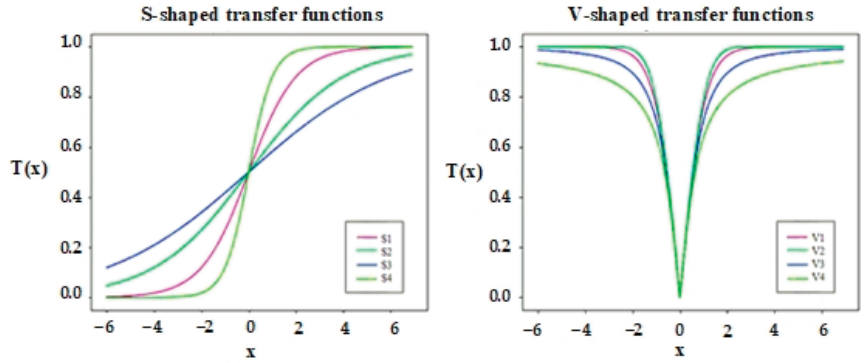 S-shaped transfer functions
1.0
0.8
0.6
T(x)
0.4
0.2
0.0
S1
S2
S3
S4
−6 −4 −2 0 2 4 6
x
V-shaped transfer functions
1.0
0.8
0.6
T(x)
0.4
0.2
0.0
V1
V2
V3
V4
−6 −4 −2 0 2 4 6
x